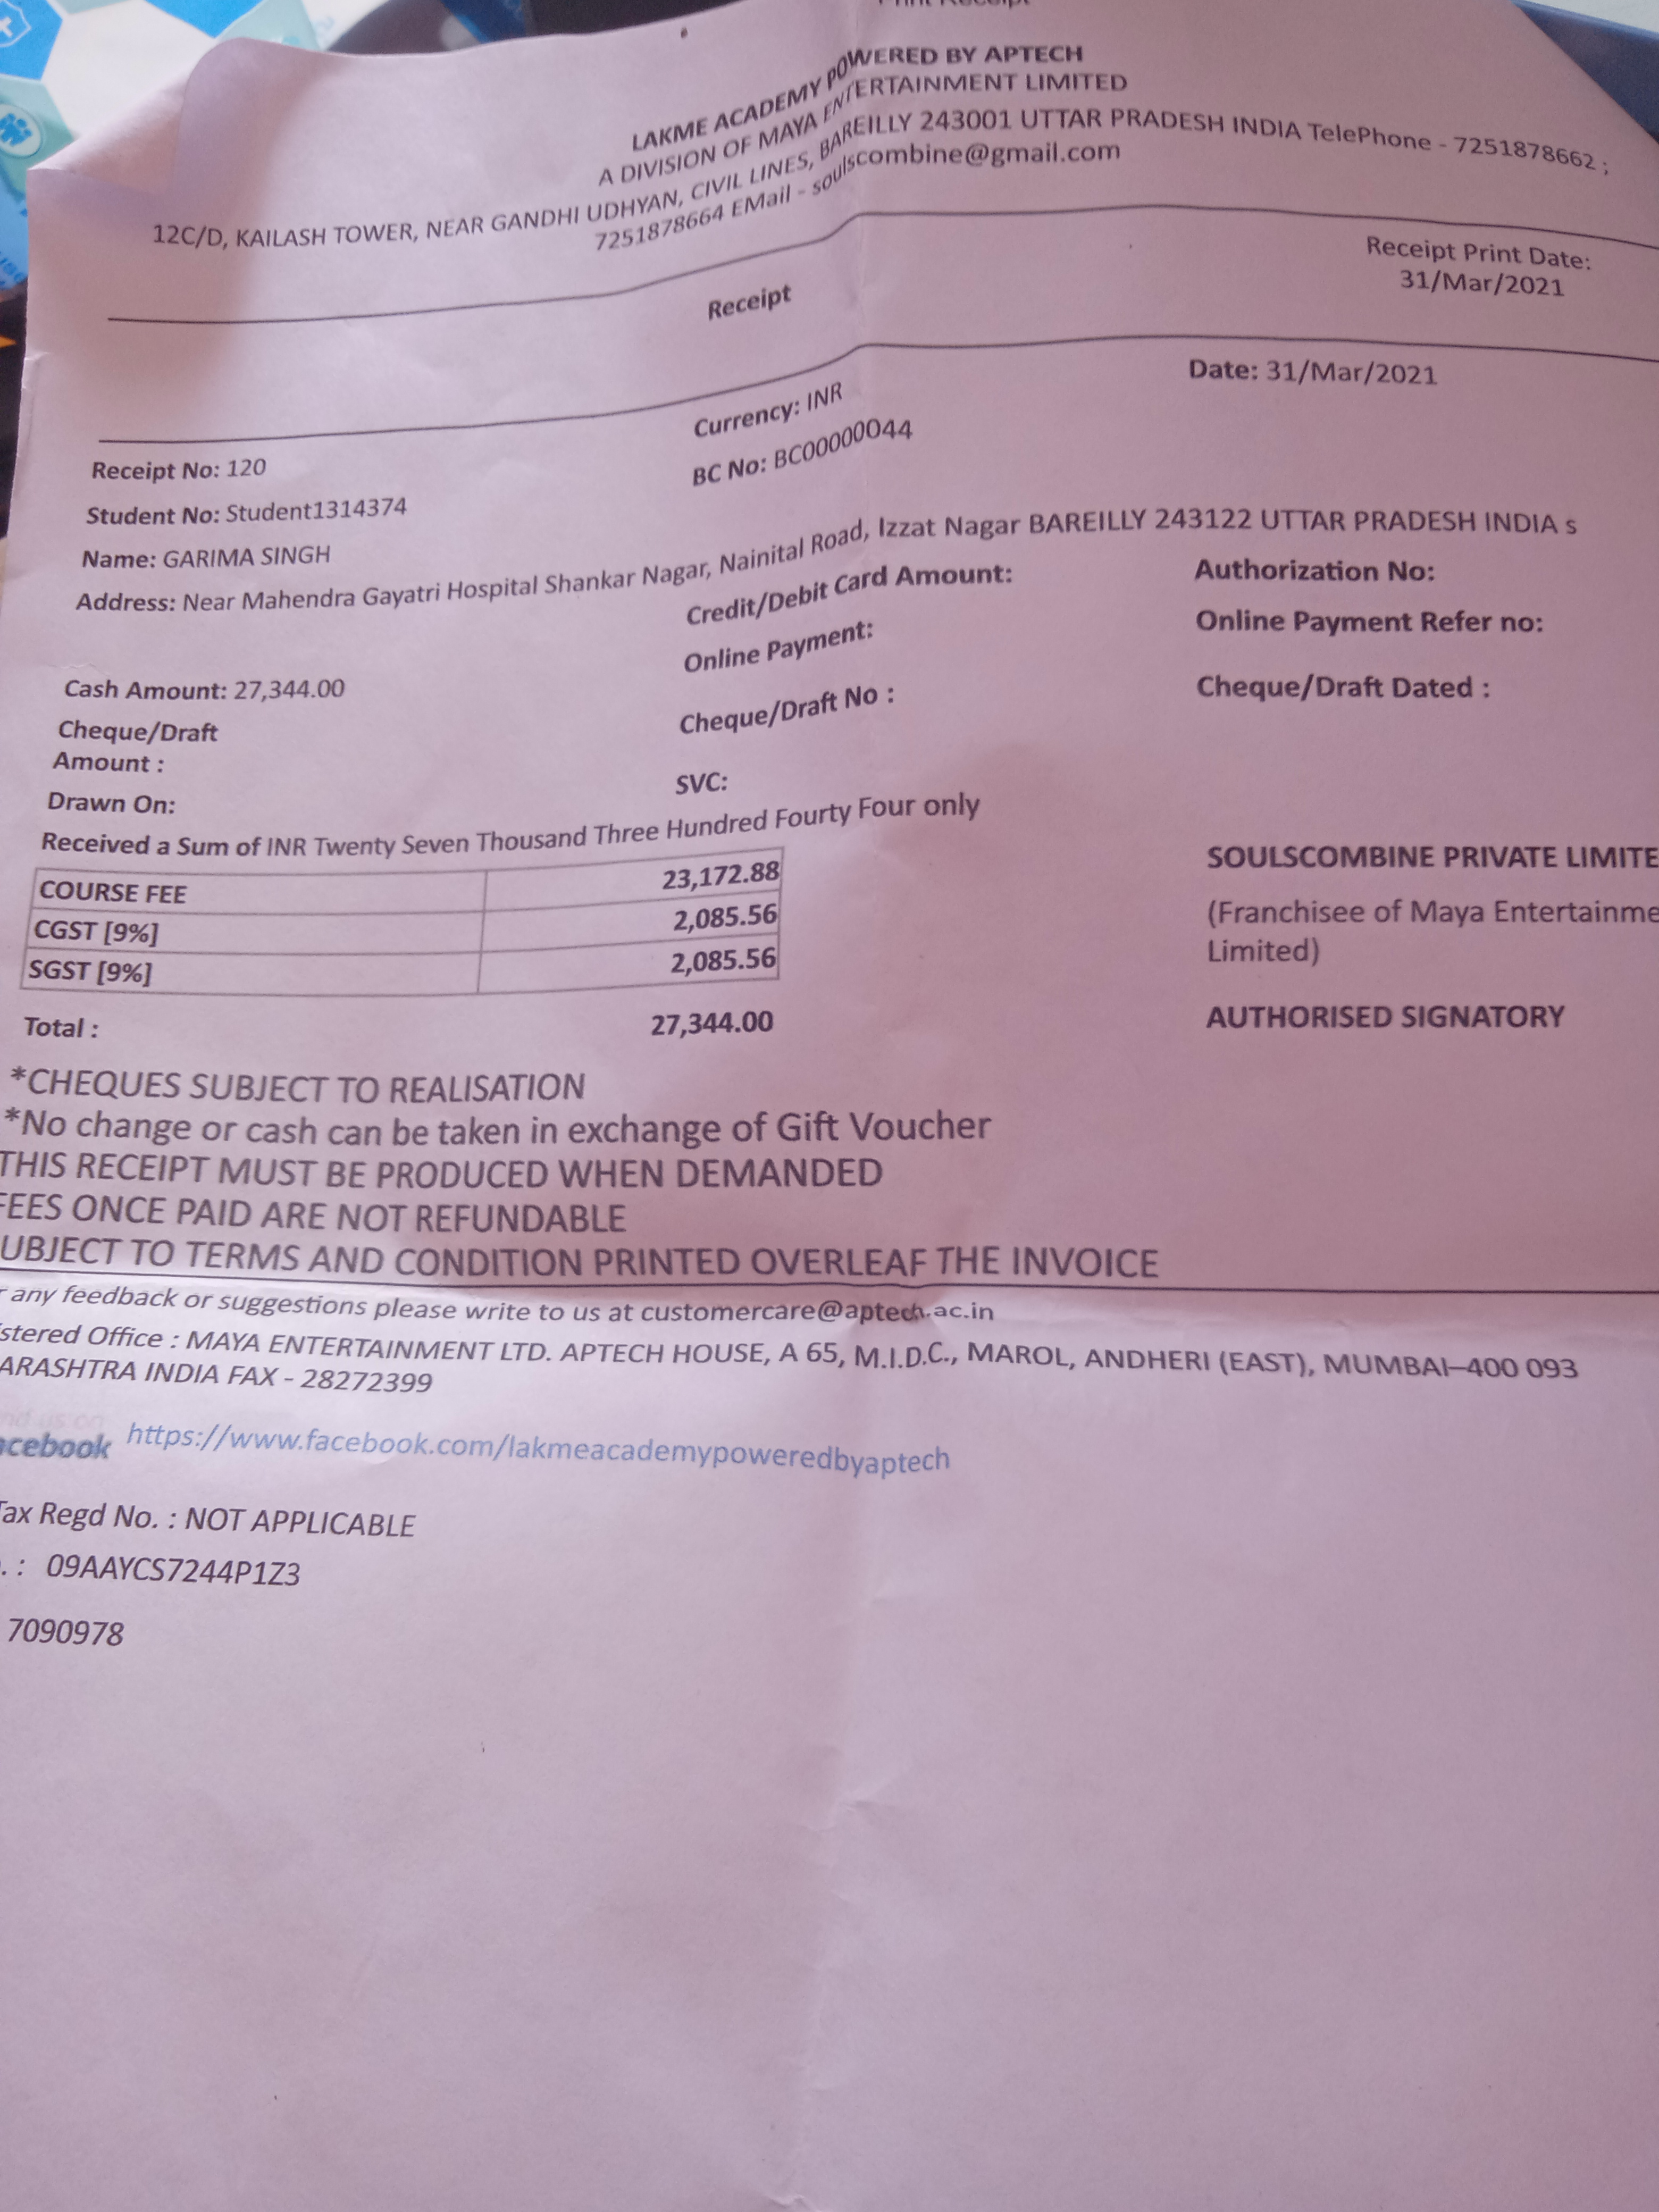 LAKME ACADEMY POWERED BY APTECH
A DIVISION OF MAYA ENTERTAINMENT LIMITED
12C/D, KAILASH TOWER, NEAR GANDHI UDHYAN, CIVIL LINES, BAREILLY 243001 UTTAR PRADESH INDIA TelePhone - 7251878662 ;
7251878664 EMail - soulscombine@gmail.com
Receipt
Receipt Print Date:
31/Mar/2021
Receipt No: 120 Currency: INR Date: 31/Mar/2021
Student No: Student1314374 BC No: BC00000044
Name: GARIMA SINGH
Address: Near Mahendra Gayatri Hospital Shankar Nagar, Nainital Road, Izzat Nagar BAREILLY 243122 UTTAR PRADESH INDIA s
Credit/Debit Card Amount: Authorization No:
Cash Amount: 27,344.00 Online Payment: Online Payment Refer no:
Cheque/Draft
Amount : Cheque/Draft No : Cheque/Draft Dated :
Drawn On: SVC:
Received a Sum of INR Twenty Seven Thousand Three Hundred Fourty Four only
COURSE FEE 23,172.88
CGST [9%] 2,085.56
SGST [9%] 2,085.56
Total : 27,344.00
SOULSCOMBINE PRIVATE LIMITE
(Franchisee of Maya Entertainme
Limited)
AUTHORISED SIGNATORY
*CHEQUES SUBJECT TO REALISATION
*No change or cash can be taken in exchange of Gift Voucher
THIS RECEIPT MUST BE PRODUCED WHEN DEMANDED
FEES ONCE PAID ARE NOT REFUNDABLE
UBJECT TO TERMS AND CONDITION PRINTED OVERLEAF THE INVOICE
r any feedback or suggestions please write to us at customercare@aptech.ac.in
istered Office : MAYA ENTERTAINMENT LTD. APTECH HOUSE, A 65, M.I.D.C., MAROL, ANDHERI (EAST), MUMBAI–400 093
ARASHTRA INDIA FAX - 28272399
nd us on
acebook https://www.facebook.com/lakmeacademypoweredbyaptech
Tax Regd No. : NOT APPLICABLE
. : 09AAYCS7244P1Z3
7090978